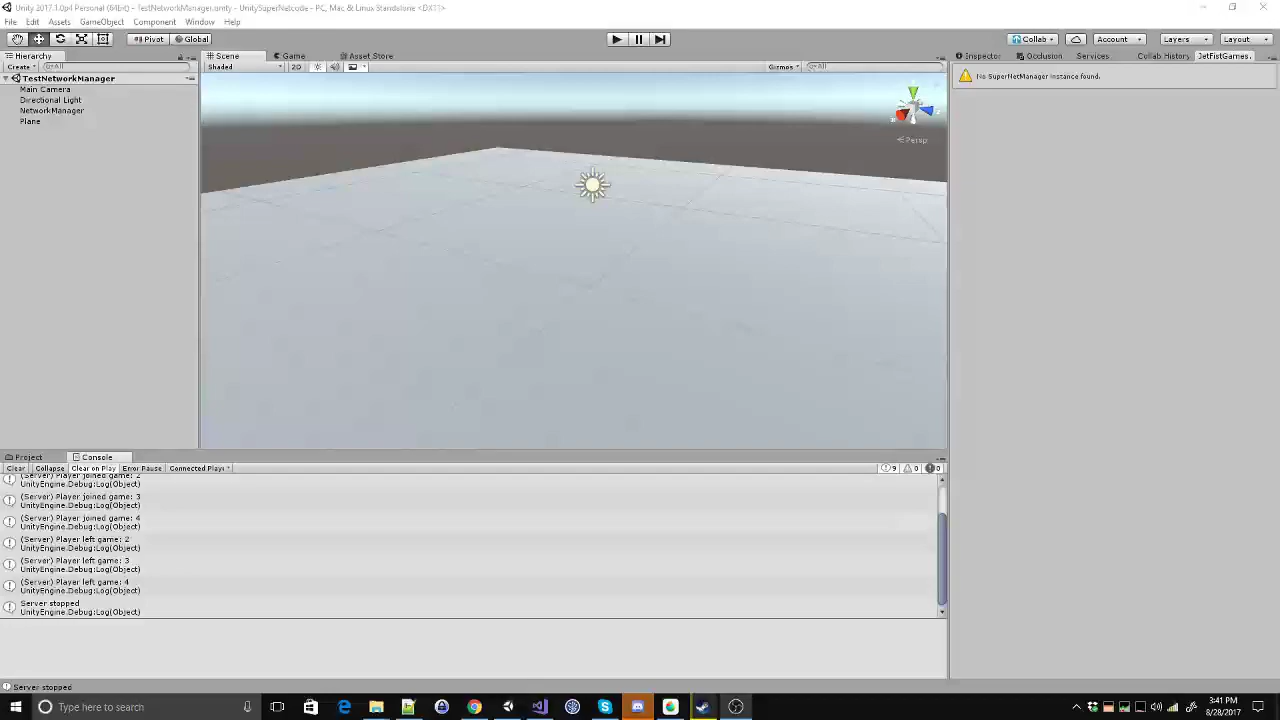 Unity 2017.1.0p4 Personal (64bit) - TestNetworkManager.unity - UnitySuperNetcode - PC, Mac & Linux Standalone <DX11>
File Edit Assets GameObject Component Window Help
Pivot Global Collab Account Layers Layout
Hierarchy Scene Game Asset Store Inspector Occlusion Services Collab History JetFistGames.
Create All Shaded 2D Gizmos All
TestNetworkManager
No SuperNetManager instance found.
Main Camera
Directional Light
NetworkManager
Plane
Persp
Project Console
Clear Collapse Clear on Play Error Pause Connected Playe 9 0 0
(Server) Player joined game: 2
UnityEngine.Debug:Log(Object)
(Server) Player joined game: 3
UnityEngine.Debug:Log(Object)
(Server) Player joined game: 4
UnityEngine.Debug:Log(Object)
(Server) Player left game: 2
UnityEngine.Debug:Log(Object)
(Server) Player left game: 3
UnityEngine.Debug:Log(Object)
(Server) Player left game: 4
UnityEngine.Debug:Log(Object)
Server stopped
UnityEngine.Debug:Log(Object)
Server stopped
Type here to search
3:41 PM
8/28/2017